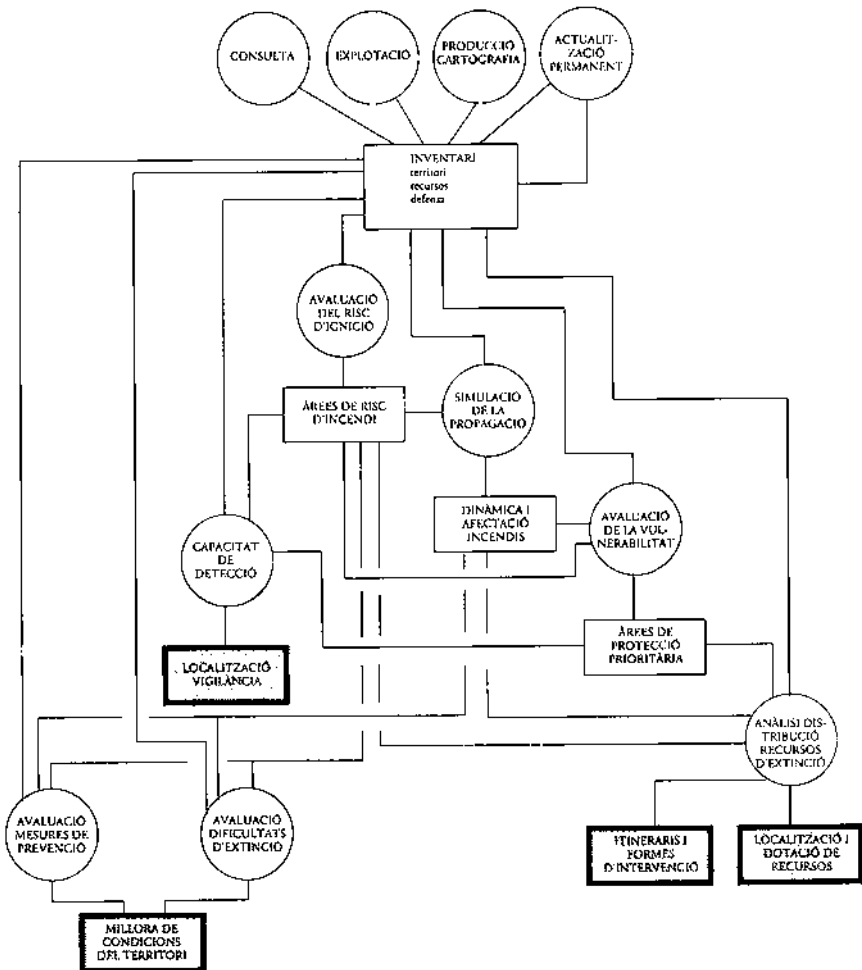 CONSULTA
EXPLOTACIÓ
PRODUCCIÓ
CARTOGRAFIA
ACTUALIT-
ZACIÓ
PERMANENT
INVENTARI
territori
recursos
defensa
AVALUACIÓ
DEL RISC
D'IGNICIÓ
ÀREES DE RISC
D'INCENDI
SIMULACIÓ
DE LA
PROPAGACIÓ
DINÀMICA I
AFECTACIÓ
INCENDIS
AVALUACIÓ
DE LA VUL-
NERABILITAT
CAPACITAT
DE
DETECCIÓ
ÀREES DE
PROTECCIÓ
PRIORITÀRIA
LOCALITZACIÓ
VIGILÀNCIA
ANÀLISI DIS-
TRIBUCIÓ
RECURSOS
D'EXTINCIÓ
AVALUACIÓ
MESURES DE
PREVENCIÓ
AVALUACIÓ
DIFICULTATS
D'EXTINCIÓ
ITINERARIS I
FORMES
D'INTERVENCIÓ
LOCALITZACIÓ I
DOTACIÓ DE
RECURSOS
MILLORA DE
CONDICIONS
DEL TERRITORI